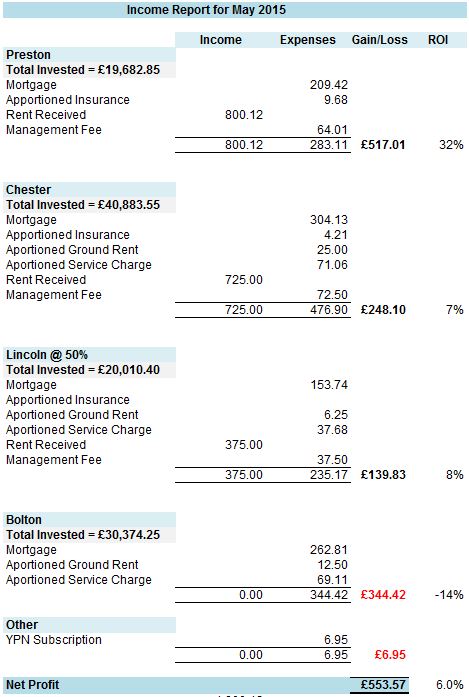 Income Report for May 2015
Income Expenses Gain/Loss ROI
Preston
Total Invested = £19,682.85
Mortgage 209.42
Apportioned Insurance 9.68
Rent Received 800.12
Management Fee 64.01
800.12 283.11 £517.01 32%
Chester
Total Invested = £40,883.55
Mortgage 304.13
Apportioned Insurance 4.21
Aportioned Ground Rent 25.00
Aportioned Service Charge 71.06
Rent Received 725.00
Management Fee 72.50
725.00 476.90 £248.10 7%
Lincoln @ 50%
Total Invested = £20,010.40
Mortgage 153.74
Apportioned Insurance
Aportioned Ground Rent 6.25
Aportioned Service Charge 37.68
Rent Received 375.00
Management Fee 37.50
375.00 235.17 £139.83 8%
Bolton
Total Invested = £30,374.25
Mortgage 262.81
Aportioned Ground Rent 12.50
Aportioned Service Charge 69.11
0.00 344.42 £344.42 -14%
Other
YPN Subscription 6.95
0.00 6.95 £6.95
Net Profit £553.57 6.0%